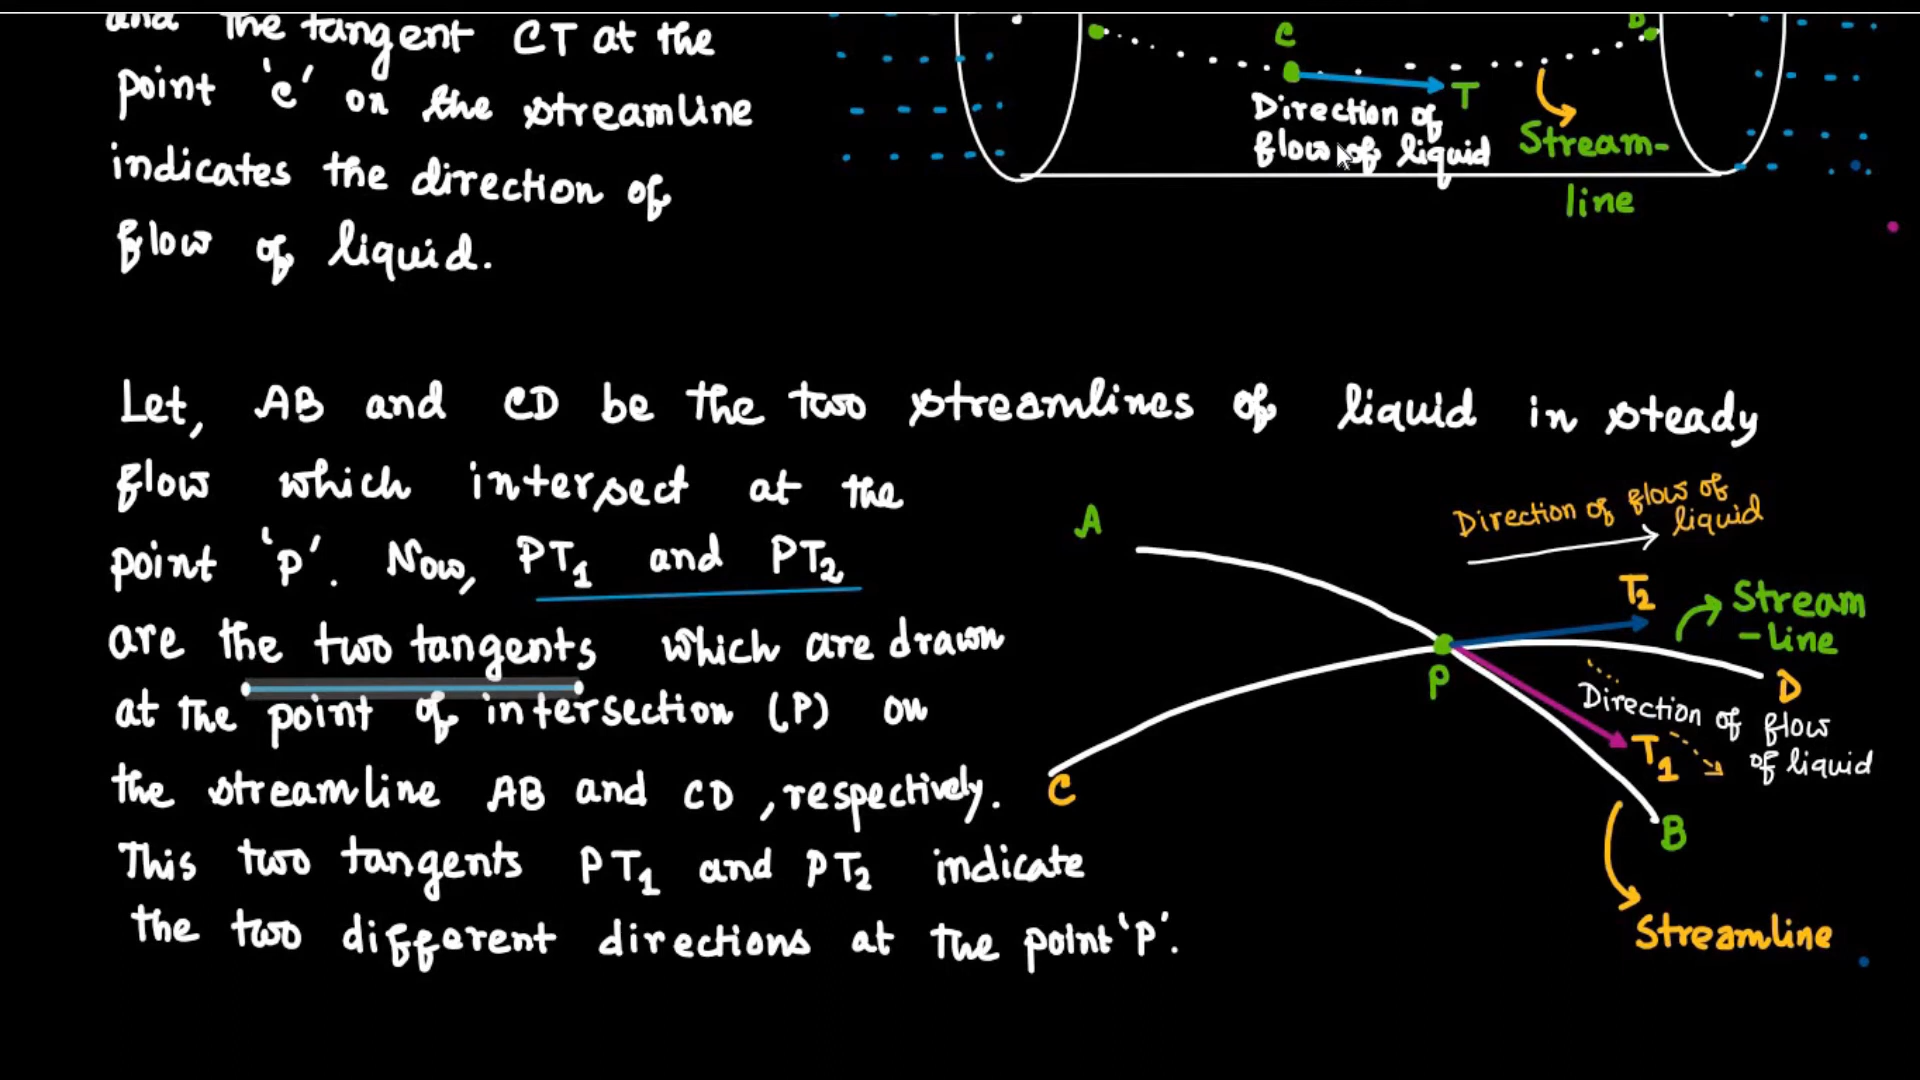 and the tangent CT at the
point 'c' on the streamline
indicates the direction of
flow of liquid.
C
D
T
Direction of
flow of liquid
Stream-
line
Let, AB and CD be the two streamlines of liquid in steady
flow which intersect at the
point 'P'. Now, PT1 and PT2
are the two tangents which are drawn
at the point of intersection (P) on
the streamline AB and CD, respectively.
This two tangents PT1 and PT2 indicate
the two different directions at the point 'P'.
A
Direction of flow of
liquid
T2
Stream
-line
P
D
Direction of flow
of liquid
T1
C
B
Streamline